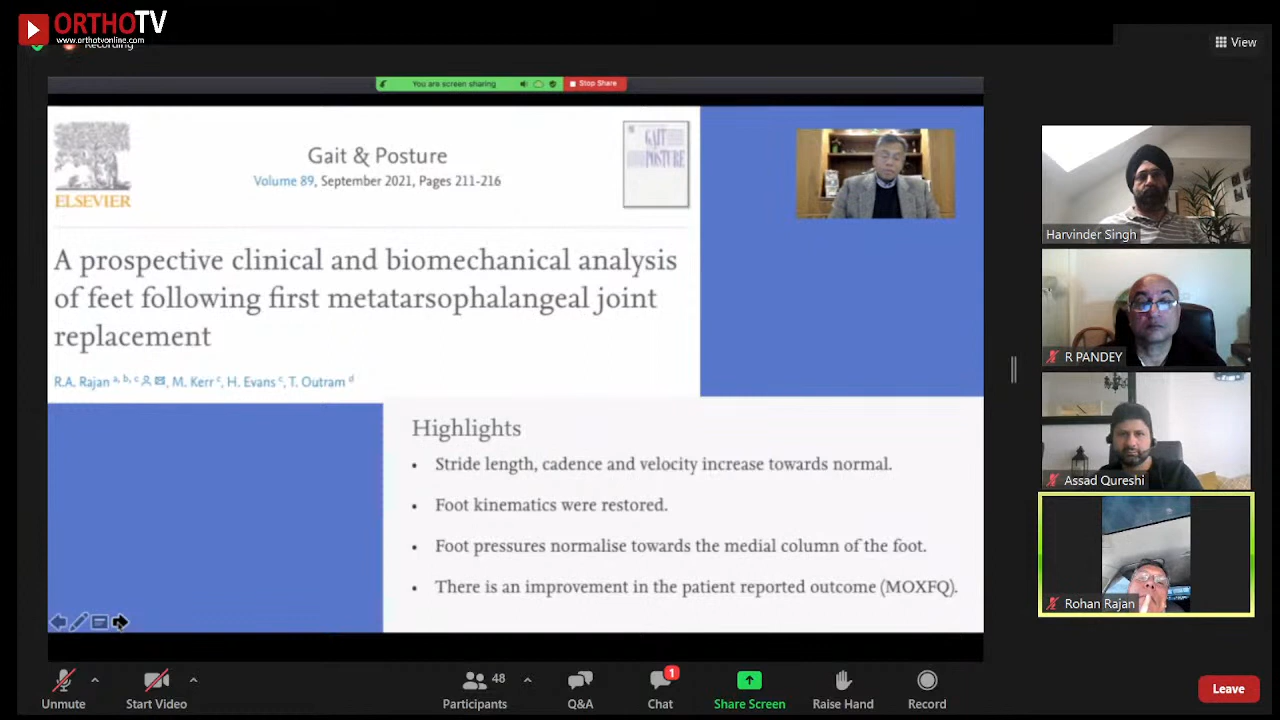 ORTHOTV
www.orthotvonline.com
Recording
View
You are screen sharing
Stop Share
ELSEVIER
Gait & Posture
Volume 89, September 2021, Pages 211-216
GAIT
POSTURE
A prospective clinical and biomechanical analysis
of feet following first metatarsophalangeal joint
replacement
R.A. Rajan a, b, c, M. Kerr c, H. Evans c, T. Outram d
Highlights
• Stride length, cadence and velocity increase towards normal.
• Foot kinematics were restored.
• Foot pressures normalise towards the medial column of the foot.
• There is an improvement in the patient reported outcome (MOXFQ).
Harvinder Singh
R PANDEY
Assad Qureshi
Rohan Rajan
Unmute
Start Video
48
Participants
Q&A
1
Chat
Share Screen
Raise Hand
Record
Leave